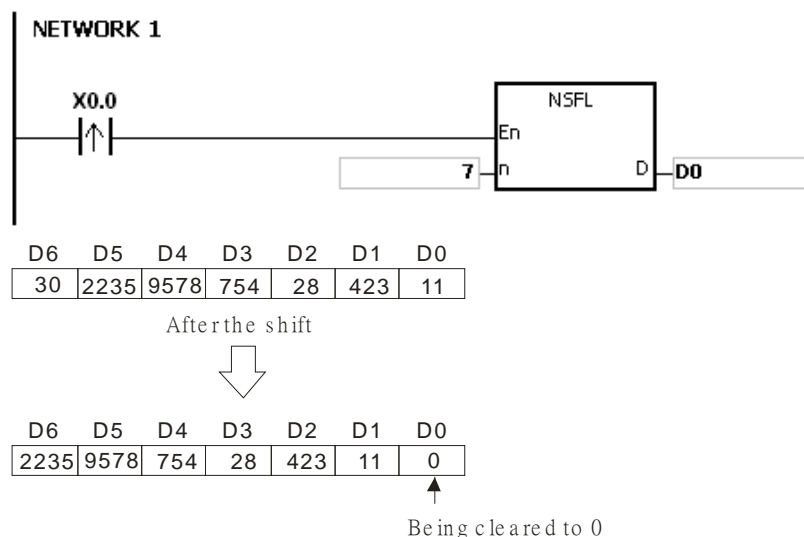 NETWORK 1
X0.0
NSFL
En
7 n D D0
D6 D5 D4 D3 D2 D1 D0
30 2235 9578 754 28 423 11
After the shift
D6 D5 D4 D3 D2 D1 D0
2235 9578 754 28 423 11 0
Being cleared to 0